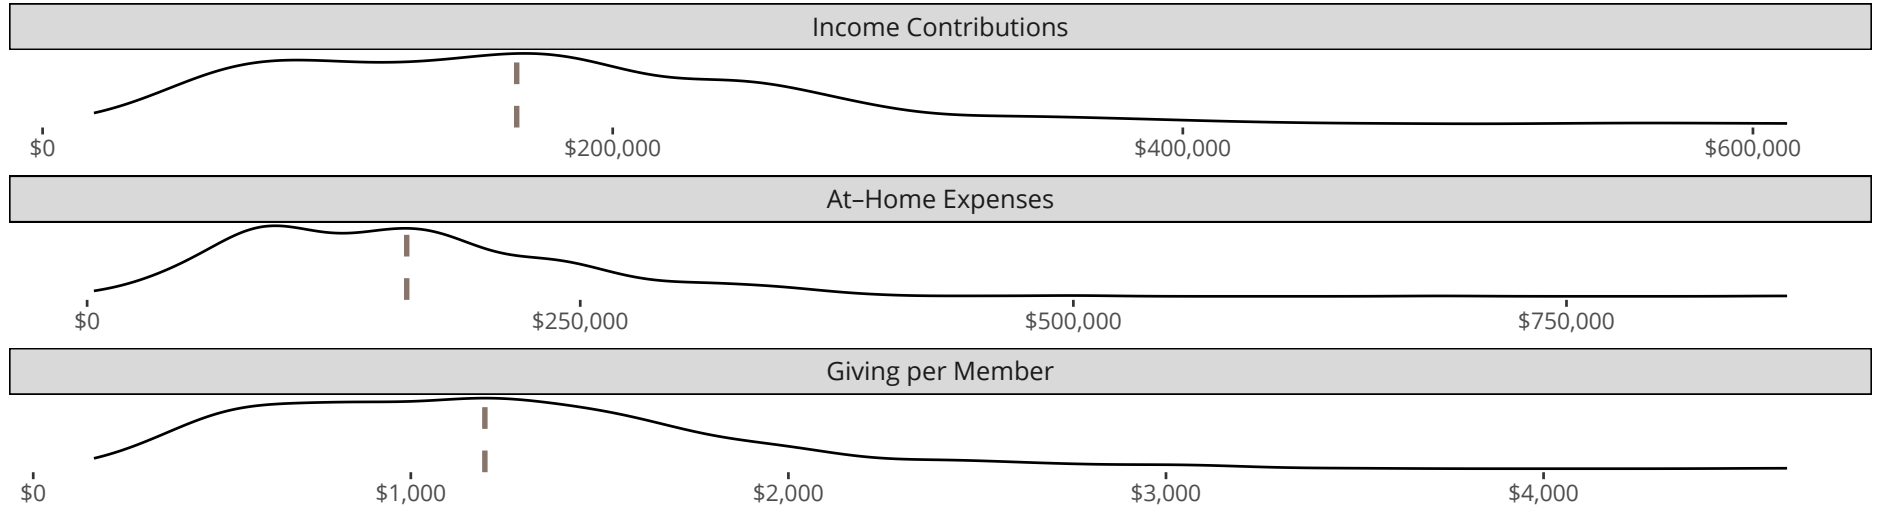 Income Contributions
$0 $200,000 $400,000 $600,000
At–Home Expenses
$0 $250,000 $500,000 $750,000
Giving per Member
$0 $1,000 $2,000 $3,000 $4,000